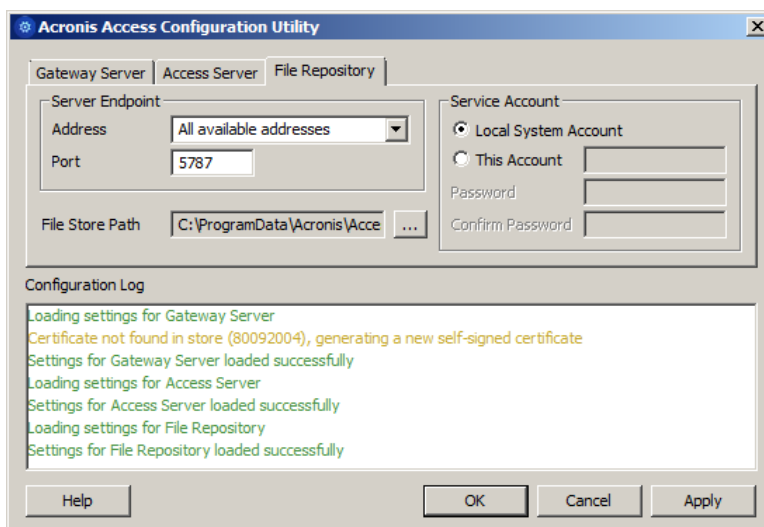 Acronis Access Configuration Utility
Gateway Server
Access Server
File Repository
Server Endpoint
Address
All available addresses
Port
5787
File Store Path
C:\ProgramData\Acronis\Acce
...
Service Account
Local System Account
This Account
Password
Confirm Password
Configuration Log
Loading settings for Gateway Server
Certificate not found in store (80092004), generating a new self-signed certificate
Settings for Gateway Server loaded successfully
Loading settings for Access Server
Settings for Access Server loaded successfully
Loading settings for File Repository
Settings for File Repository loaded successfully
Help
OK
Cancel
Apply